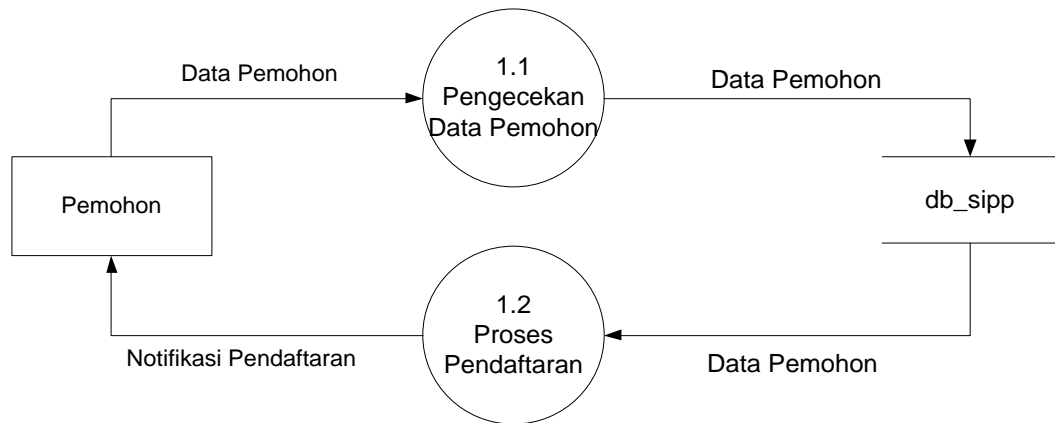 Data Pemohon
1.1
Pengecekan
Data Pemohon
Data Pemohon
Pemohon
db_sipp
1.2
Proses
Pendaftaran
Notifikasi Pendaftaran
Data Pemohon